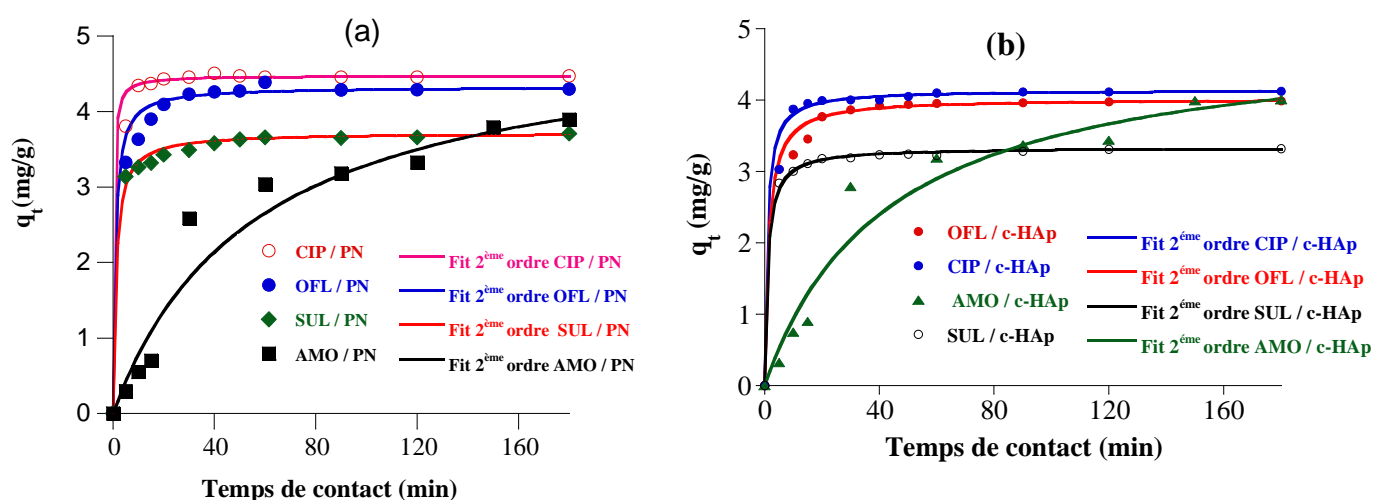 (a)
5
4
3
2
1
0
q_t (mg/g)
CIP / PN
OFL / PN
SUL / PN
AMO / PN
Fit 2ème ordre CIP / PN
Fit 2ème ordre OFL / PN
Fit 2ème ordre SUL / PN
Fit 2ème ordre AMO / PN
0 40 80 120 160
Temps de contact (min)
(b)
5
4
3
2
1
0
q_t (mg/g)
OFL / c-HAp
CIP / c-HAp
AMO / c-HAp
SUL / c-HAp
Fit 2éme ordre CIP / c-HAp
Fit 2éme ordre OFL / c-HAp
Fit 2éme ordre SUL / c-HAp
Fit 2éme ordre AMO / c-HAp
0 40 80 120 160
Temps de contact (min)